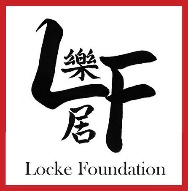 LF
樂
居
Locke Foundation